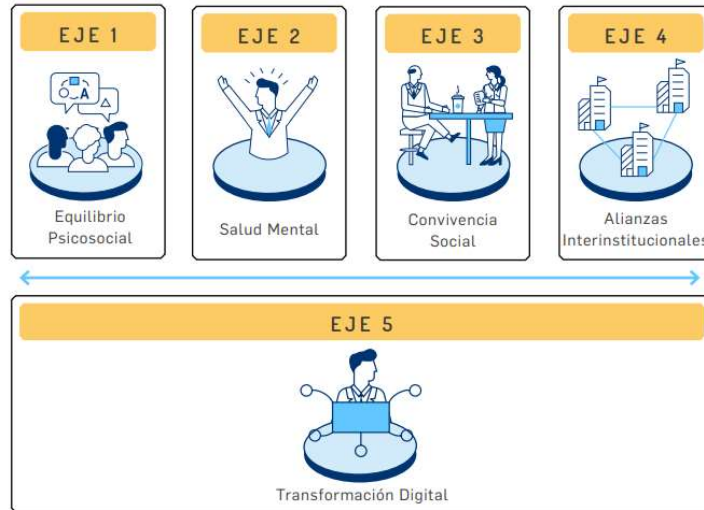 EJE 1
EJE 2
EJE 3
EJE 4
A
Equilibrio
Psicosocial
Salud Mental
Convivencia
Social
Alianzas
Interinstitucionales
EJE 5
Transformación Digital